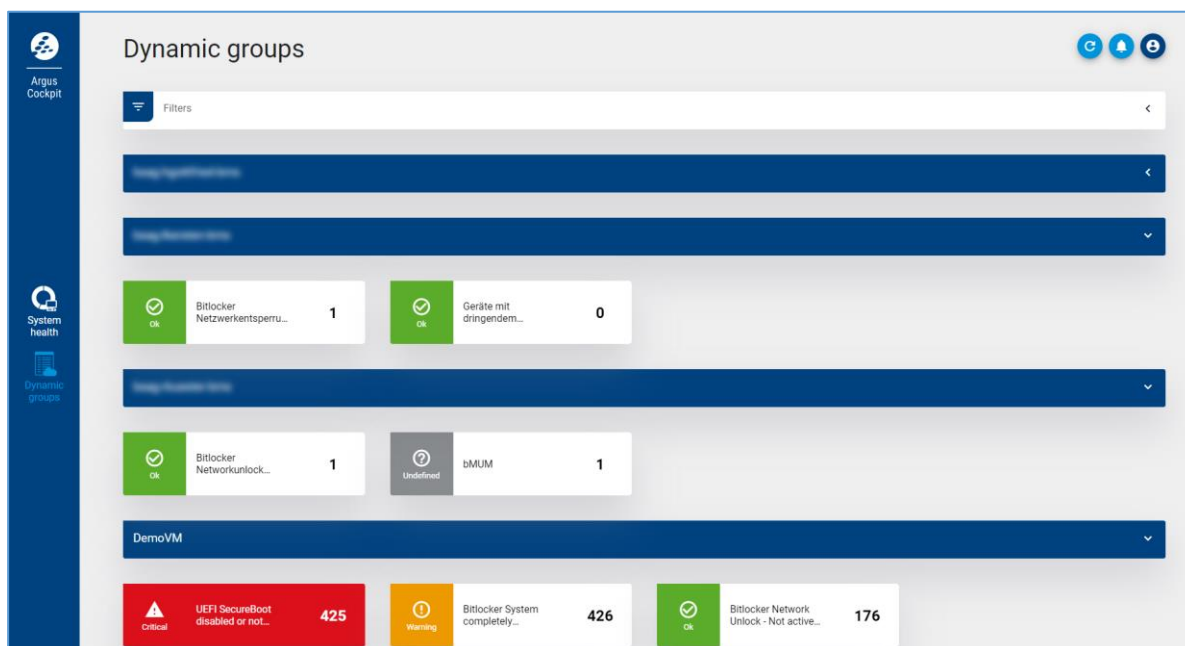 Dynamic groups
Argus
Cockpit
Filters
Ok
Bitlocker
Netzwerkentsperru...
1
Ok
Geräte mit
dringendem...
0
System
health
Dynamic
groups
Ok
Bitlocker
Networkunlock...
1
Undefined
bMUM
1
DemoVM
Critical
UEFI SecureBoot
disabled or not...
425
Warning
Bitlocker System
completely...
426
Ok
Bitlocker Network
Unlock - Not active...
176